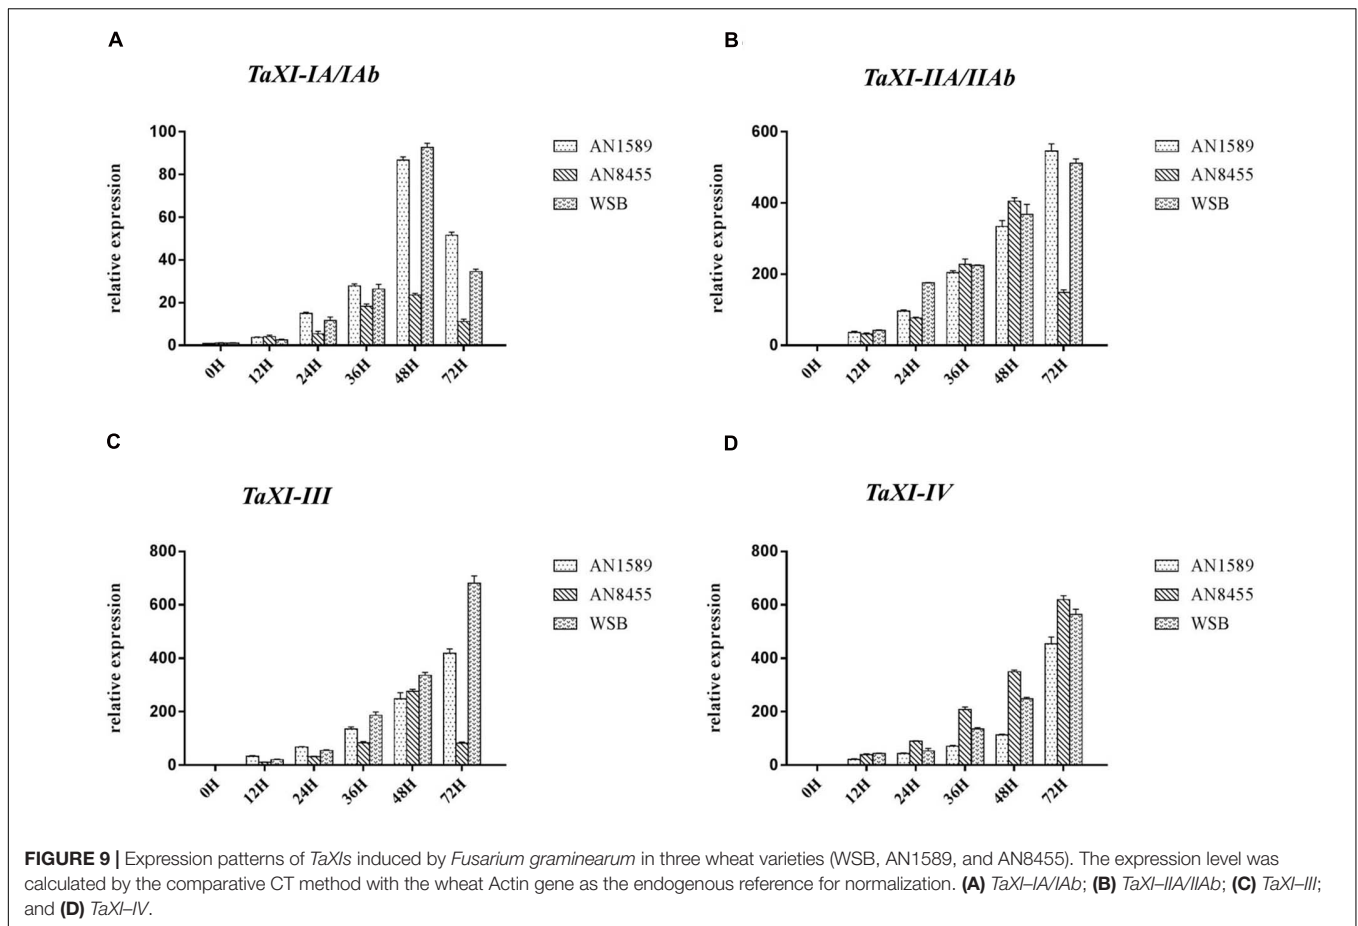 A
TaXI-IA/IAb
relative expression
100
80
60
40
20
0
0H
12H
24H
36H
48H
72H
AN1589
AN8455
WSB
B
TaXI-IIA/IIAb
relative expression
600
400
200
0
0H
12H
24H
36H
48H
72H
AN1589
AN8455
WSB
C
TaXI-III
relative expression
800
600
400
200
0
0H
12H
24H
36H
48H
72H
AN1589
AN8455
WSB
D
TaXI-IV
relative expression
800
600
400
200
0
0H
12H
24H
36H
48H
72H
AN1589
AN8455
WSB
FIGURE 9 | Expression patterns of TaXIs induced by Fusarium graminearum in three wheat varieties (WSB, AN1589, and AN8455). The expression level was
calculated by the comparative CT method with the wheat Actin gene as the endogenous reference for normalization. (A) TaXI–IA/IAb; (B) TaXI–IIA/IIAb; (C) TaXI–III;
and (D) TaXI–IV.